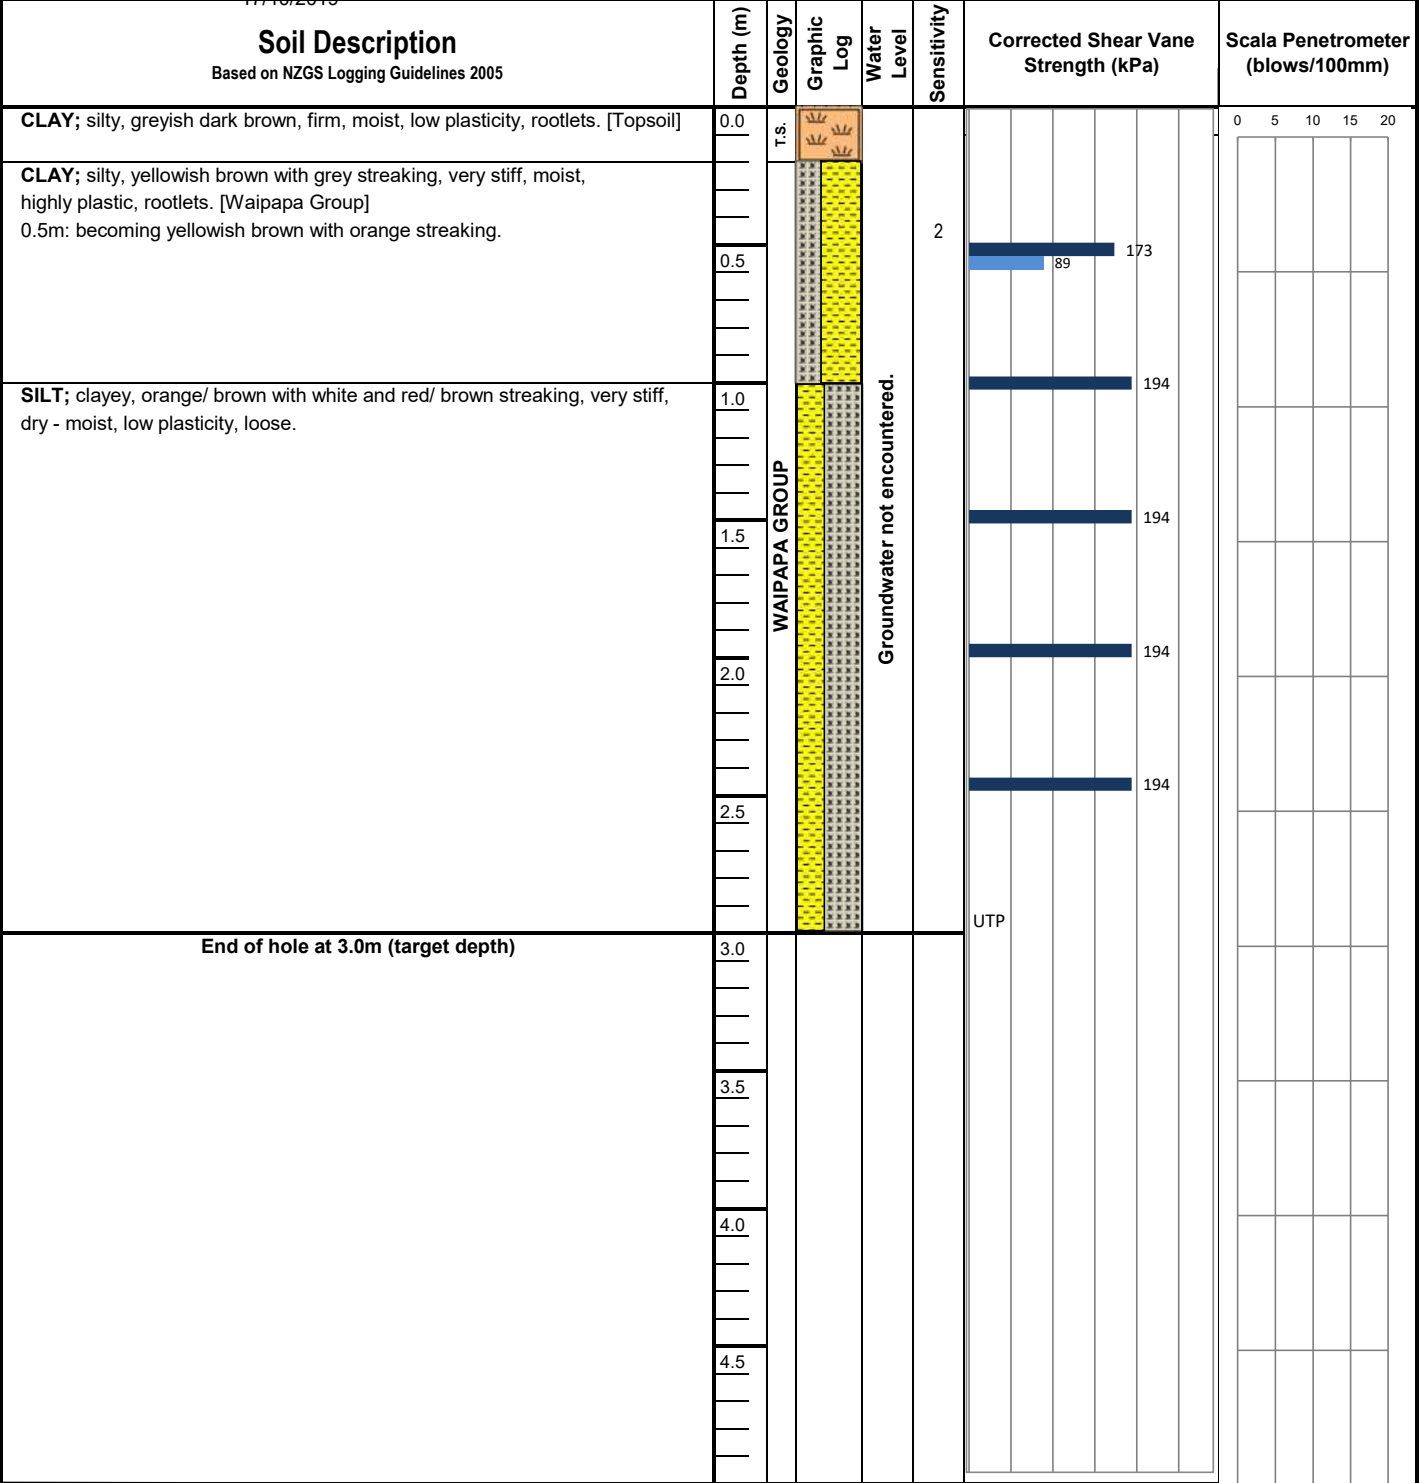 Soil Description
Based on NZGS Logging Guidelines 2005
Depth (m)
Geology
Graphic
Log
Water
Level
Sensitivity
Corrected Shear Vane
Strength (kPa)
Scala Penetrometer
(blows/100mm)
0 5 10 15 20
CLAY; silty, greyish dark brown, firm, moist, low plasticity, rootlets. [Topsoil]
CLAY; silty, yellowish brown with grey streaking, very stiff, moist,
highly plastic, rootlets. [Waipapa Group]
0.5m: becoming yellowish brown with orange streaking.
SILT; clayey, orange/ brown with white and red/ brown streaking, very stiff,
dry - moist, low plasticity, loose.
End of hole at 3.0m (target depth)
0.0
0.5
1.0
1.5
2.0
2.5
3.0
3.5
4.0
4.5
T.S.
WAIPAPA GROUP
Groundwater not encountered.
2
173
89
194
194
194
194
UTP